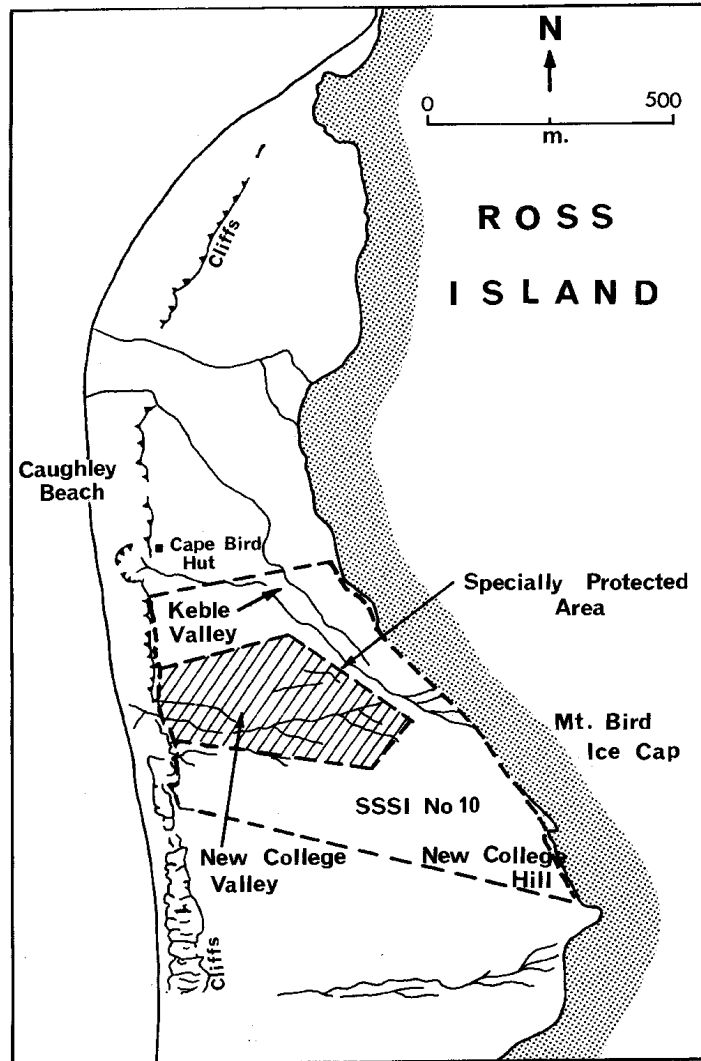 N
0 500
m.
ROSS
ISLAND
Cliffs
Caughley
Beach
Cape Bird
Hut
Keble
Valley
Specially Protected
Area
Mt. Bird
Ice Cap
SSSI No 10
New College
Valley
New College
Hill
Cliffs